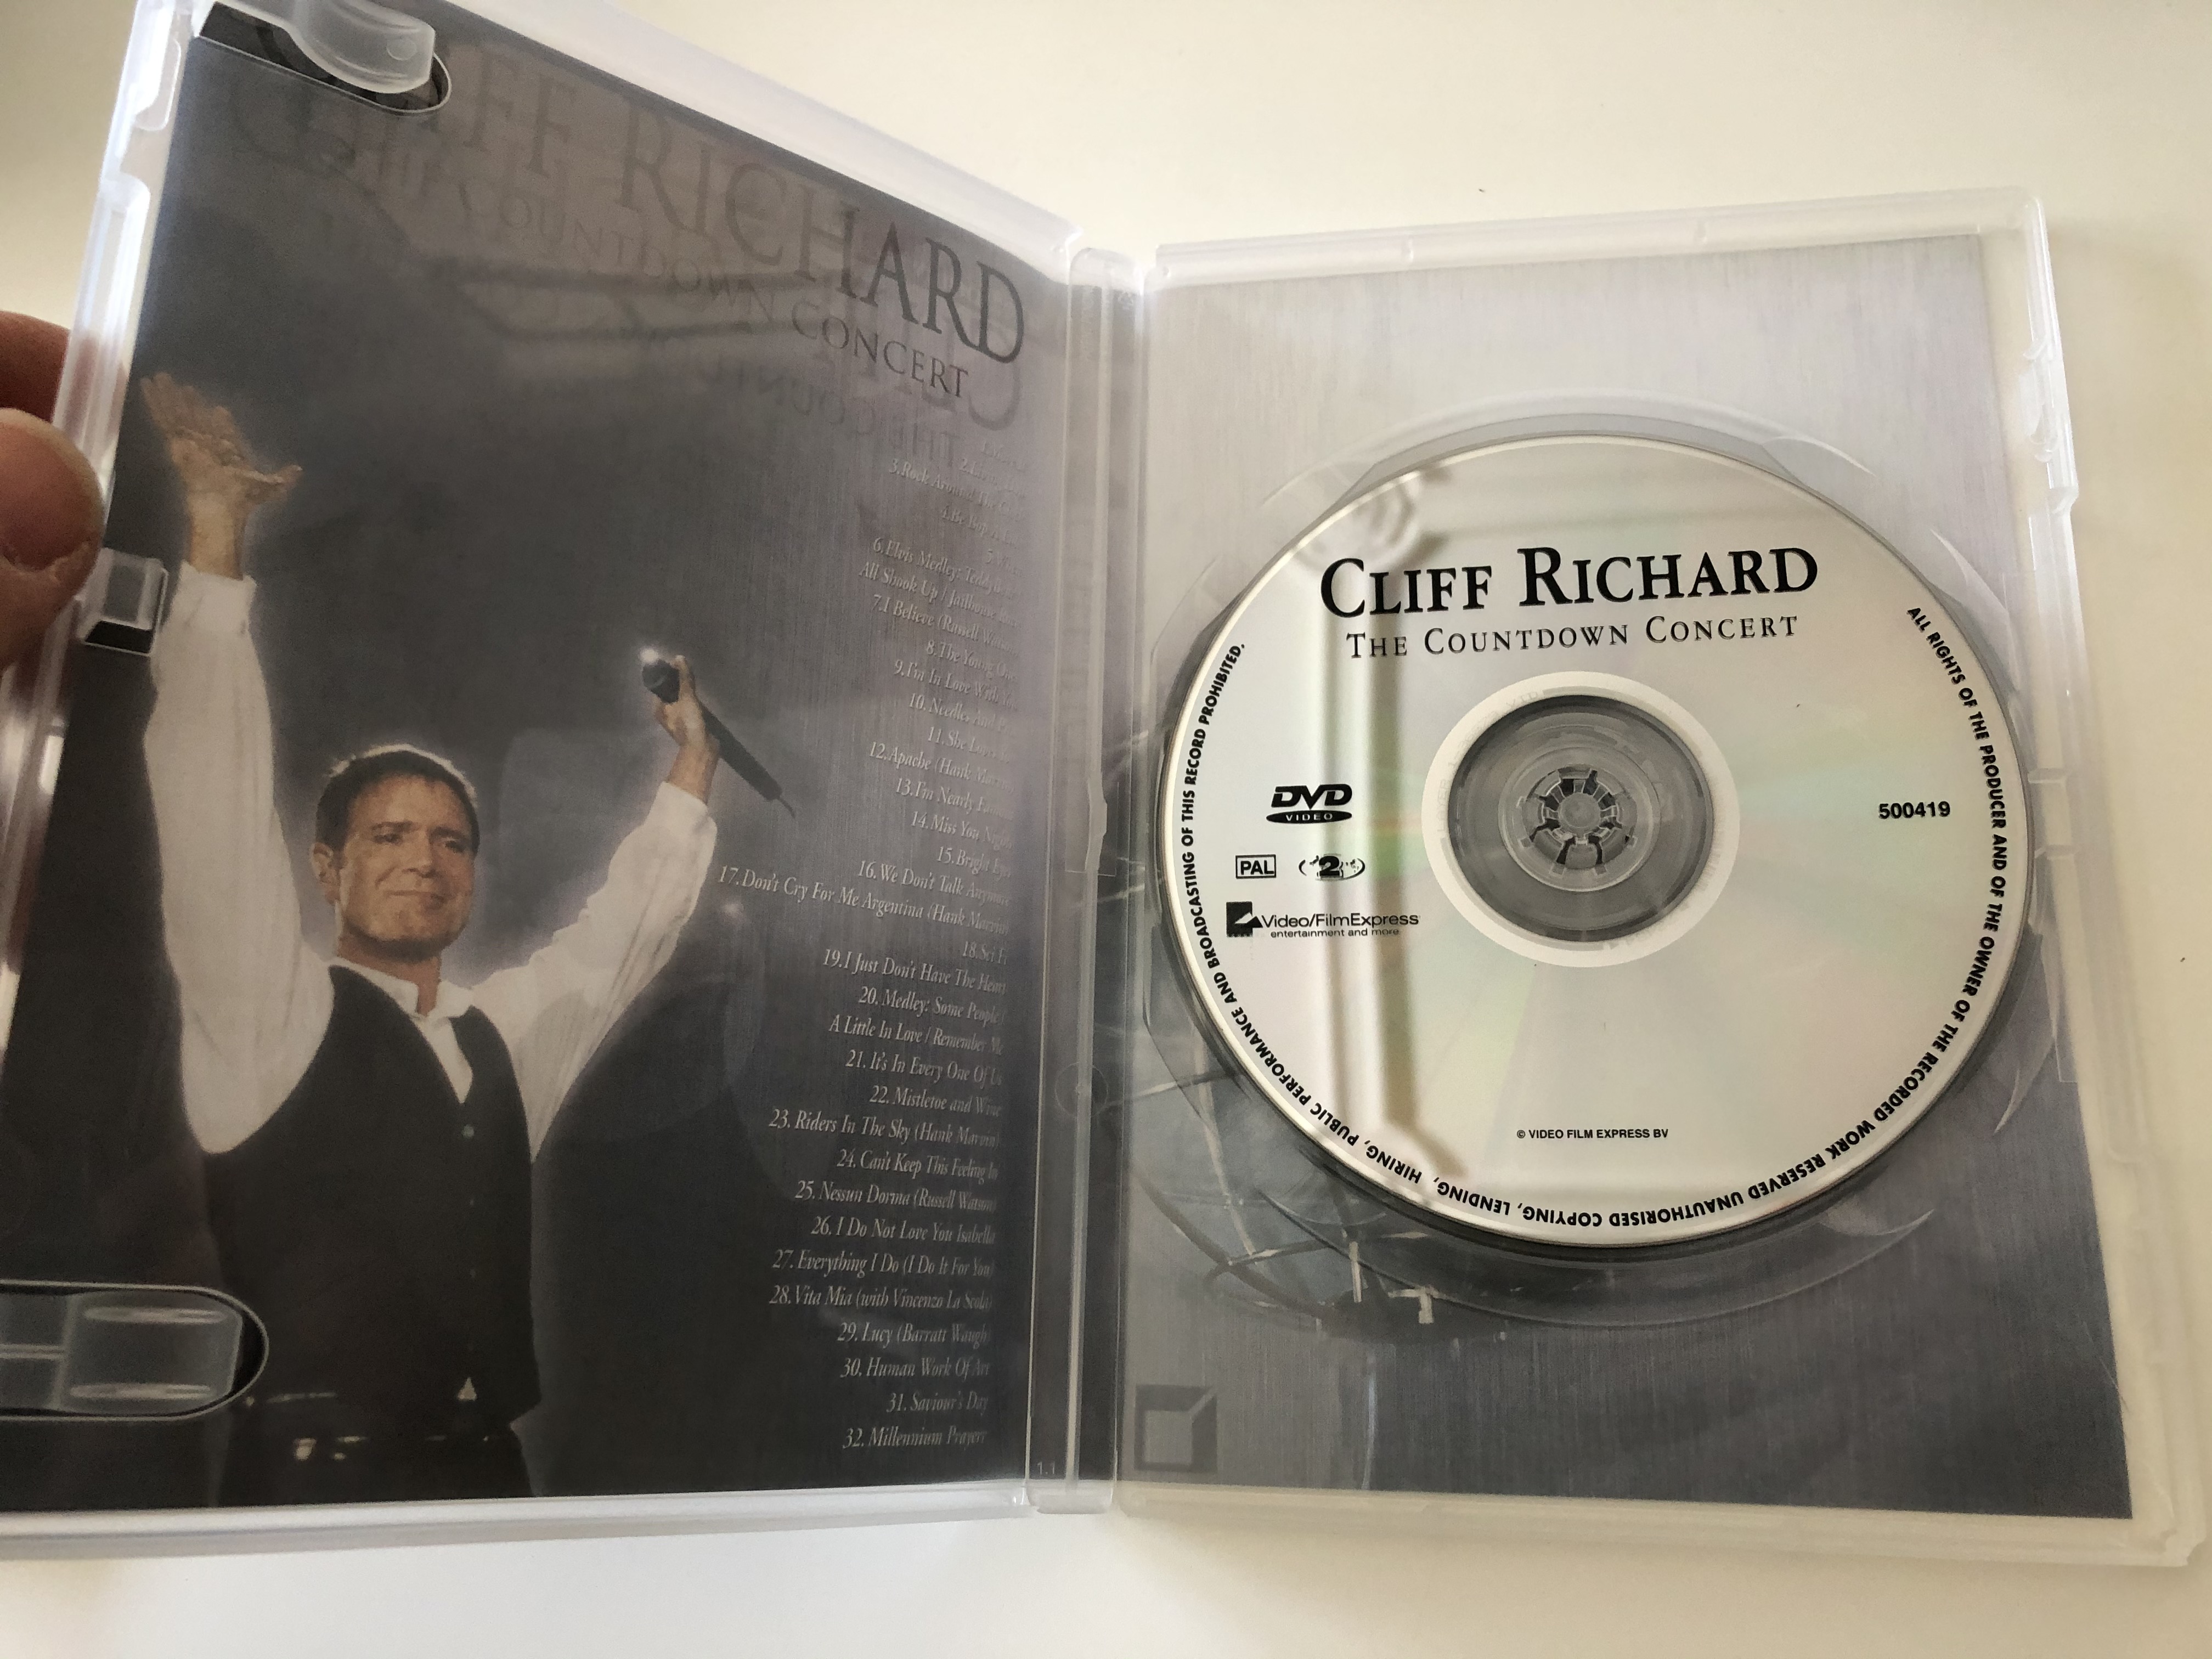 RICHARD
COUNTDOWN CONCERT
3.Rock Around The
6.Elvis Medley:
All Shook Up /
7.I Believe (Russell
8.The Young
9.I'm In Love With
10. Needles And
11. She
12.Apache (Hank
13.I'm Nearly
14. Miss You
15. Bright
16. We Don't Talk Anymore
17.Don't Cry For Me Argentina (Hank Marvin)
18.Sci Fi
19.I Just Don't Have The Heart
20. Medley: Some People
A Little In Love / Remember Me
21. It's In Every One Of Us
22. Mistletoe and Wine
23. Riders In The Sky (Hank Marvin)
24. Can't Keep This Feeling In
25. Nessun Dorma (Russell Watson)
26. I Do Not Love You Isabella
27. Everything I Do (I Do It For You)
28. Vita Mia (with Vincenzo La Scola)
29. Lucy (Barratt Waugh)
30. Human Work Of Art
31. Saviour's Day
32. Millennium Prayer
1.1
CLIFF RICHARD
THE COUNTDOWN CONCERT
DVD
VIDEO
PAL
2
Video/FilmExpress
entertainment and more
500419
© VIDEO FILM EXPRESS BV
ALL RIGHTS OF THE PRODUCER AND OF THE OWNER OF THE RECORDED WORK RESERVED UNAUTHORISED COPYING, LENDING, HIRING, PUBLIC PERFORMANCE AND BROADCASTING OF THIS RECORD PROHIBITED.